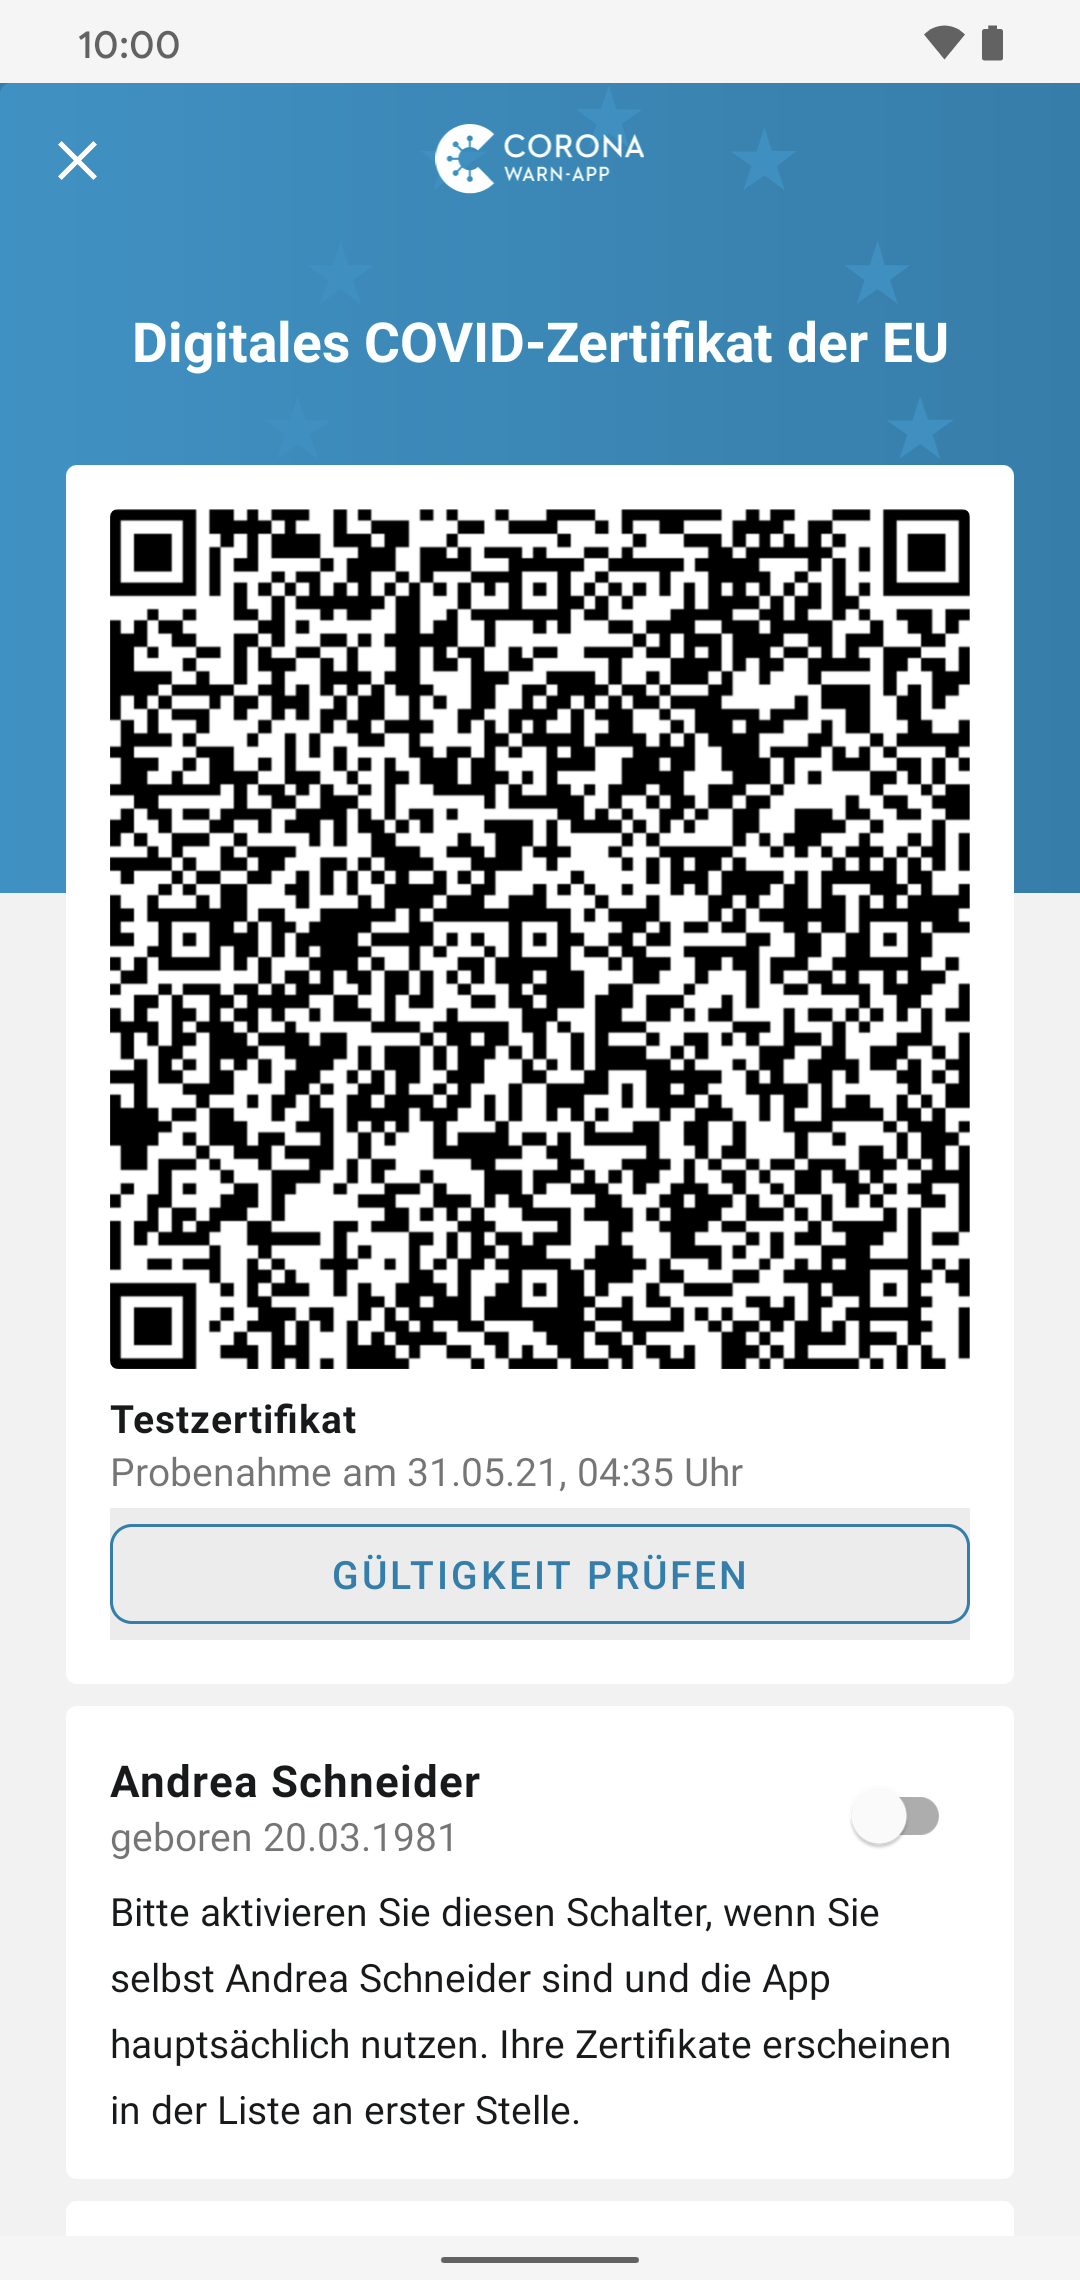 10:00
CORONA
WARN-APP
Digitales COVID-Zertifikat der EU
Testzertifikat
Probenahme am 31.05.21, 04:35 Uhr
GÜLTIGKEIT PRÜFEN
Andrea Schneider
geboren 20.03.1981
Bitte aktivieren Sie diesen Schalter, wenn Sie
selbst Andrea Schneider sind und die App
hauptsächlich nutzen. Ihre Zertifikate erscheinen
in der Liste an erster Stelle.